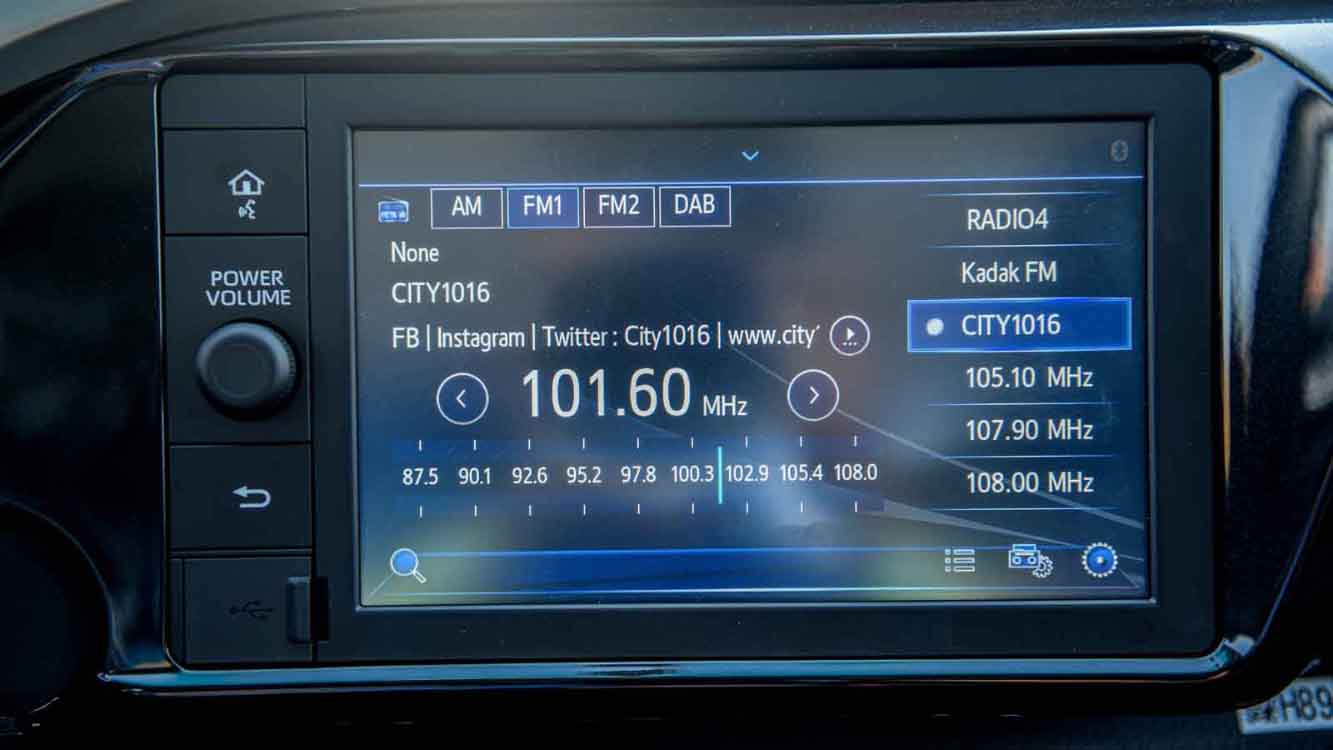 POWER
VOLUME
AM FM1 FM2 DAB
None
CITY1016
FB | Instagram | Twitter : City1016 | www.city
101.60 MHz
87.5 90.1 92.6 95.2 97.8 100.3 102.9 105.4 108.0
RADIO4
Kadak FM
CITY1016
105.10 MHz
107.90 MHz
108.00 MHz
H89